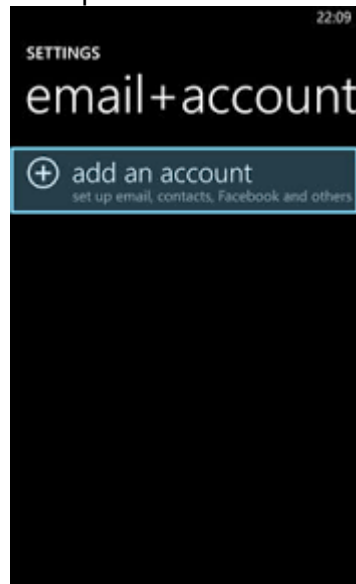 22:09
SETTINGS
email+account
add an account
set up email, contacts, Facebook and others